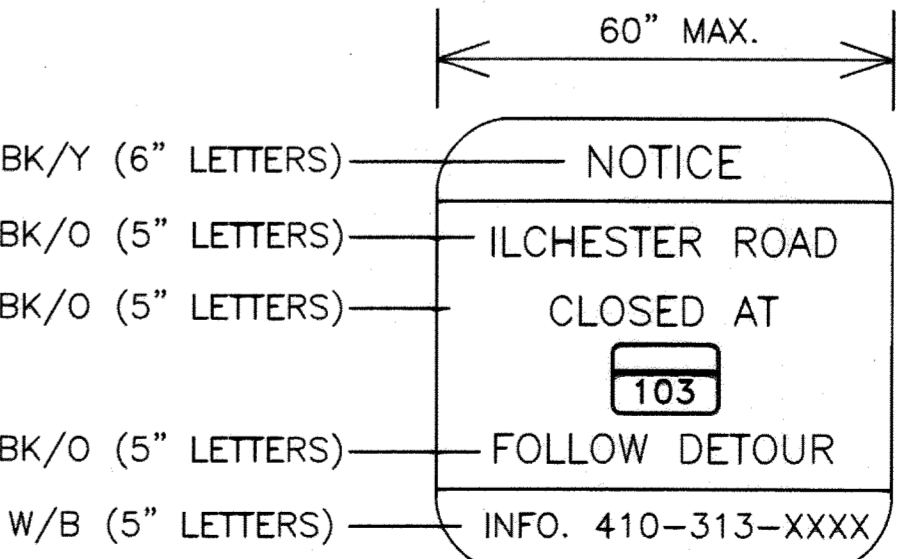 60" MAX.
BK/Y (6" LETTERS) NOTICE
BK/O (5" LETTERS) ILCHESTER ROAD
BK/O (5" LETTERS) CLOSED AT
103
BK/O (5" LETTERS) FOLLOW DETOUR
W/B (5" LETTERS) INFO. 410-313-XXXX